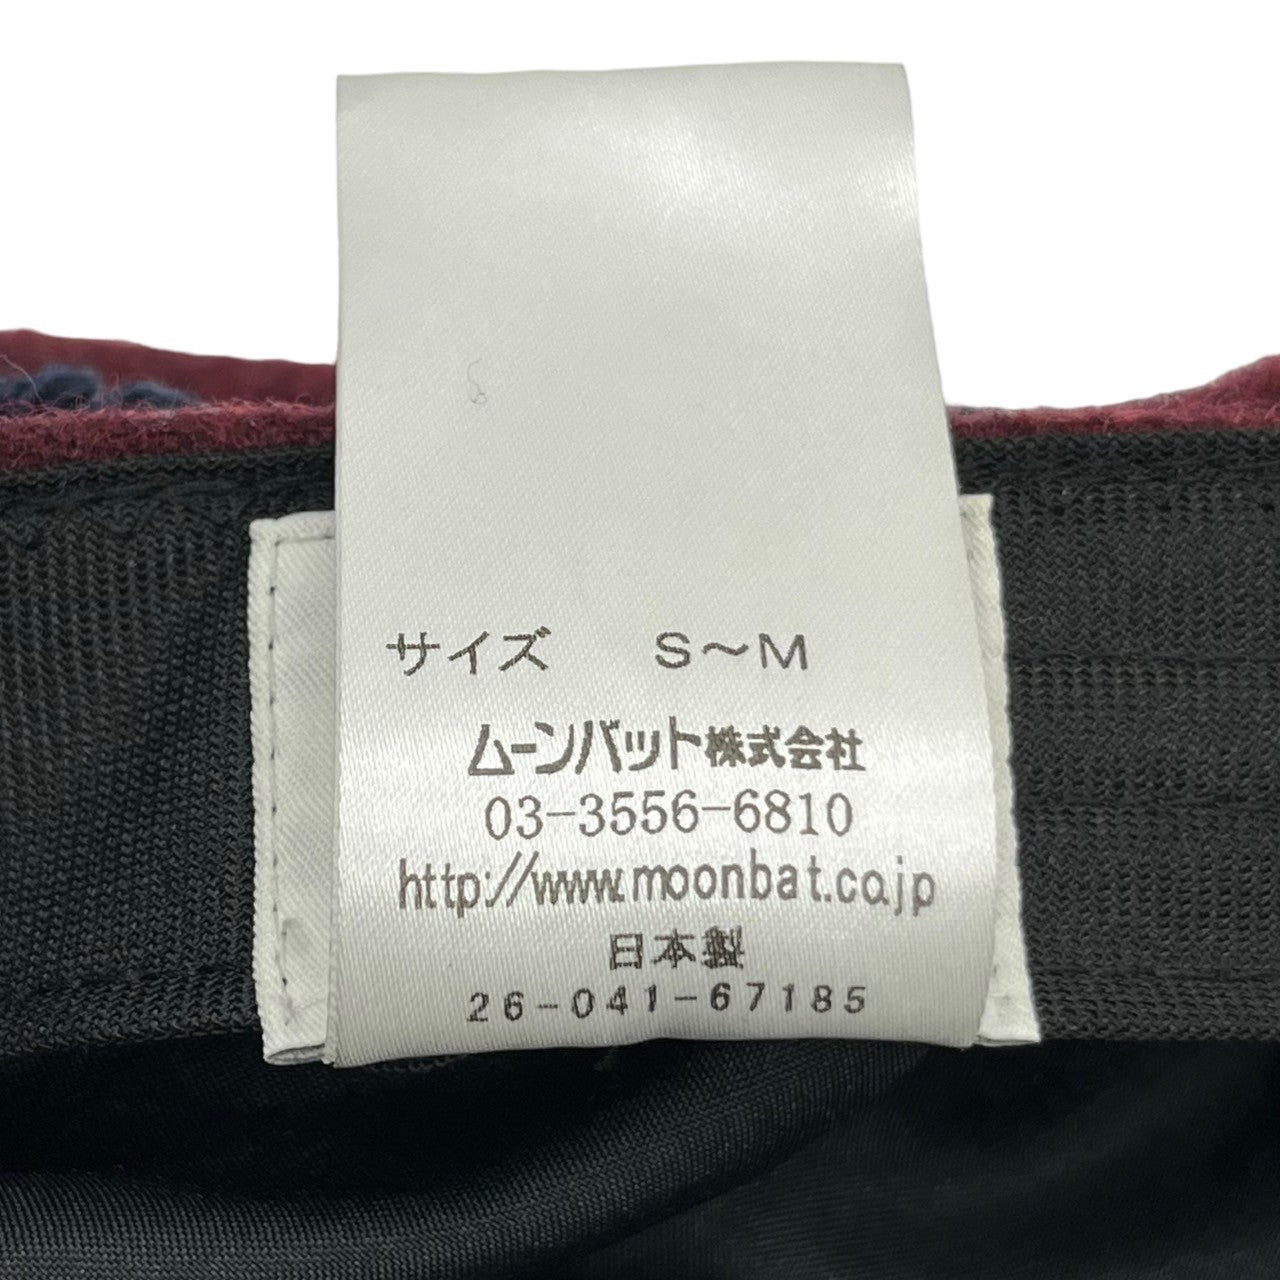 サイズ S〜M
ムーンバット株式会社
03-3556-6810
http://www.moonbat.co.jp
日本製
26-041-67185